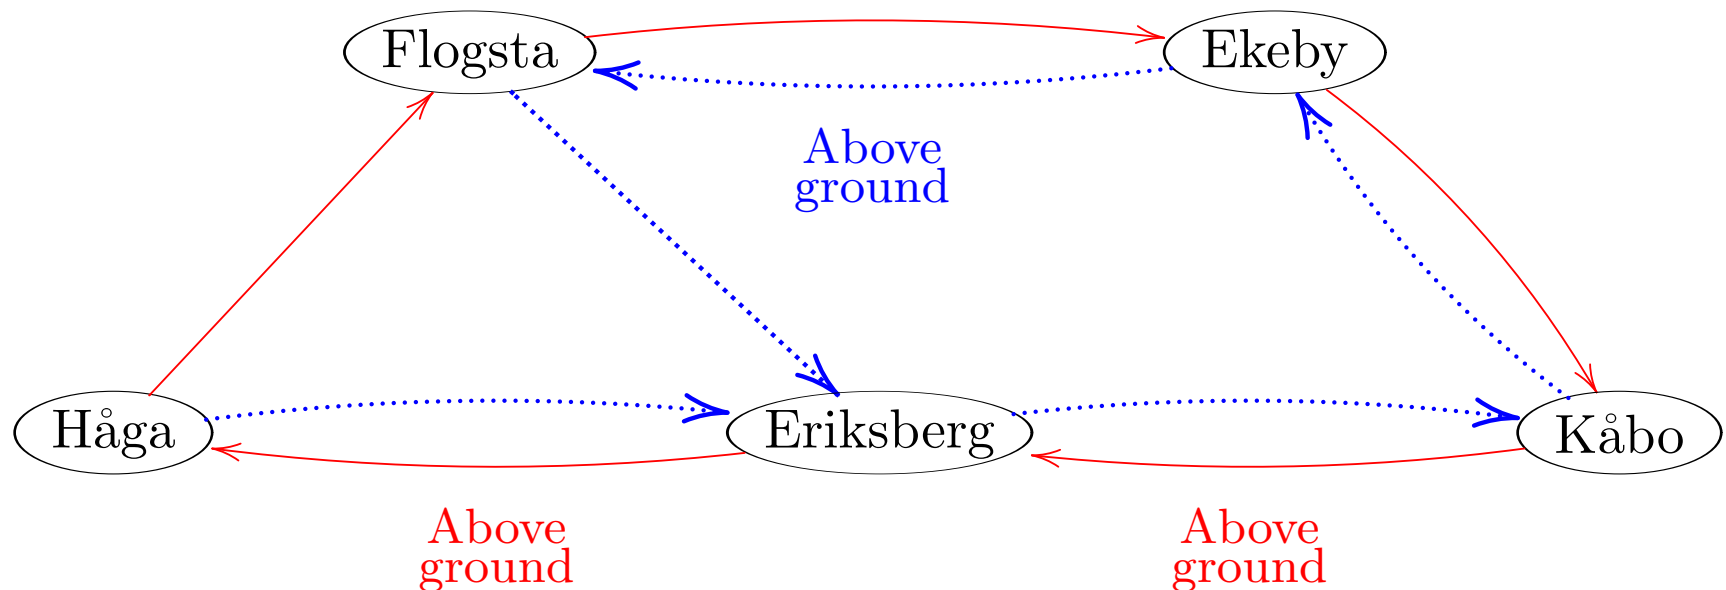 Flogsta
Ekeby
Above
ground
Håga
Eriksberg
Kåbo
Above
ground
Above
ground